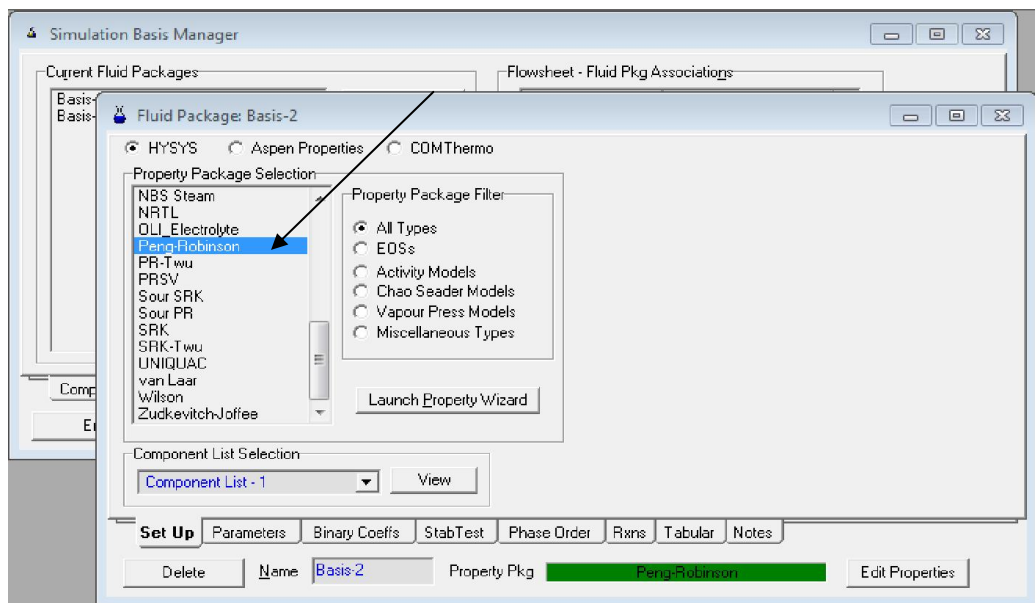 Simulation Basis Manager
Current Fluid Packages
Flowsheet - Fluid Pkg Associations
Basis-
Basis-
Fluid Package: Basis-2
HYSYS Aspen Properties COMThermo
Property Package Selection
NBS Steam
NRTL
OLI_Electrolyte
Peng-Robinson
PR-Twu
PRSV
Sour SRK
Sour PR
SRK
SRK-Twu
UNIQUAC
van Laar
Wilson
Zudkevitch-Joffee
Property Package Filter
All Types
EOSs
Activity Models
Chao Seader Models
Vapour Press Models
Miscellaneous Types
Launch Property Wizard
Component List Selection
Component List - 1 View
Comp
Set Up Parameters Binary Coeffs StabTest Phase Order Rxns Tabular Notes
Delete Name Basis-2 Property Pkg Peng-Robinson Edit Properties